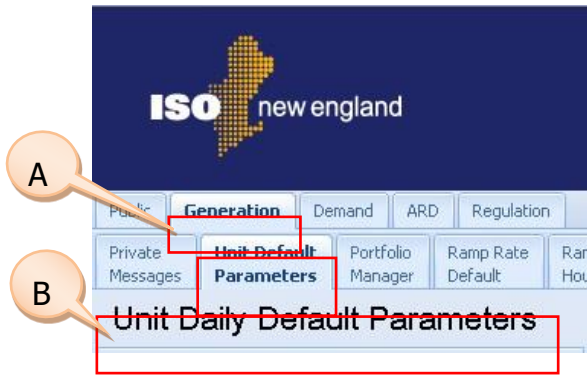 ISO new england
A
Public Generation Demand ARD Regulation
Private Unit Default Portfolio Ramp Rate
Messages Parameters Manager Default
B
Unit Daily Default Parameters